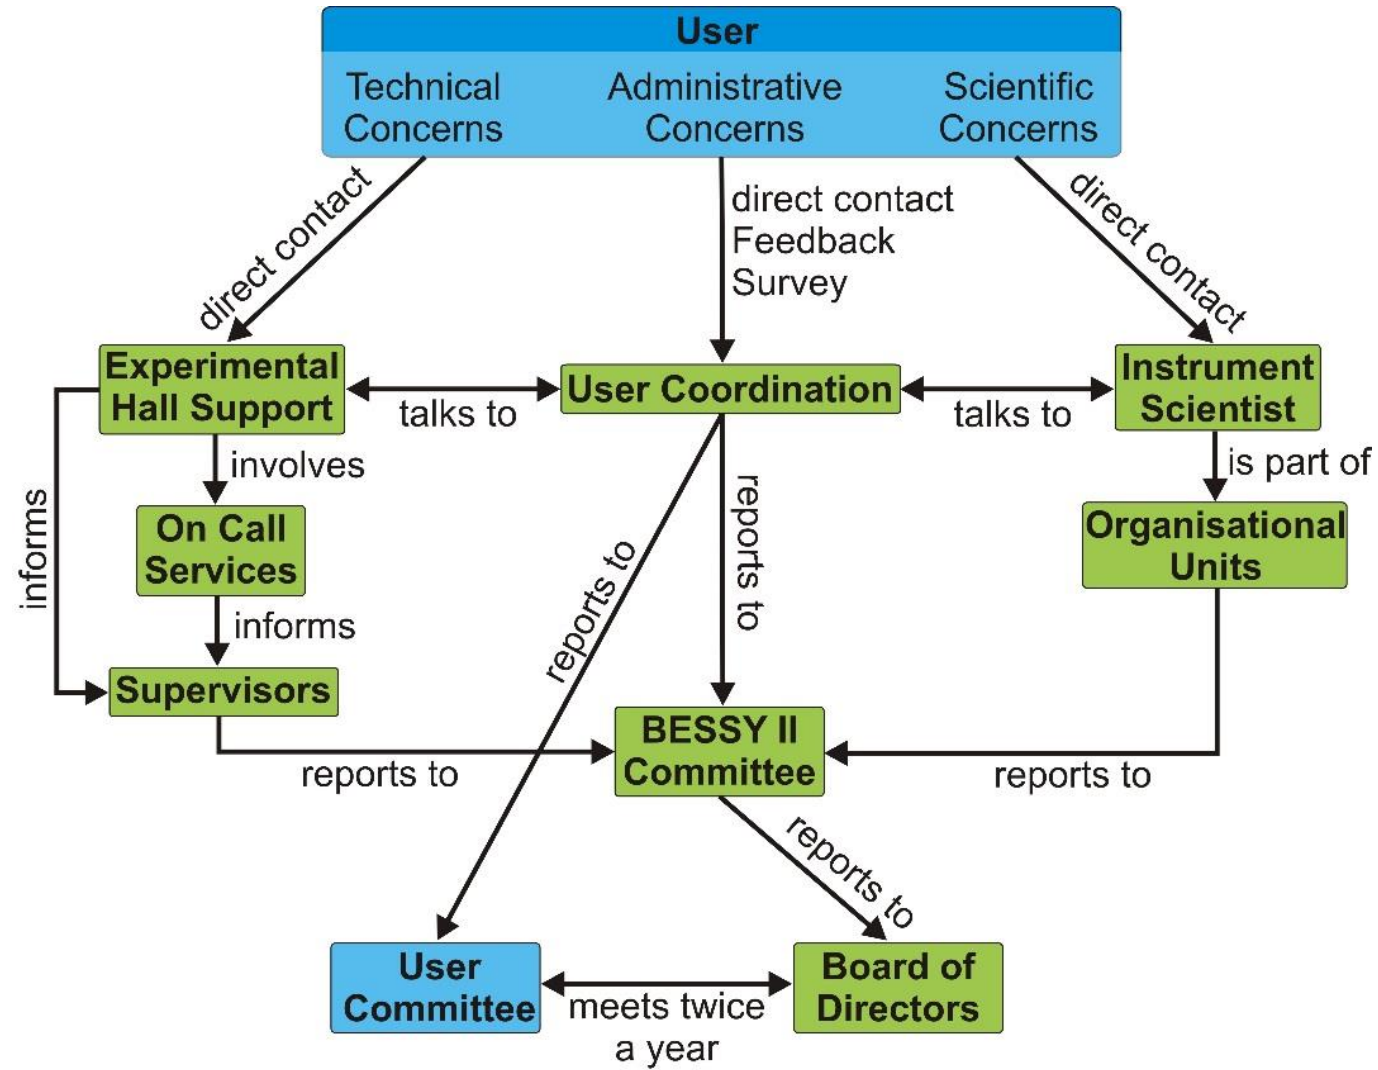 User
Technical
Concerns
Administrative
Concerns
Scientific
Concerns
direct contact
direct contact
Feedback
Survey
direct contact
Experimental
Hall Support
talks to
User Coordination
talks to
Instrument
Scientist
involves
is part of
informs
On Call
Services
reports to
reports to
Organisational
Units
informs
Supervisors
reports to
BESSY II
Committee
reports to
reports to
User
Committee
meets twice
a year
Board of
Directors